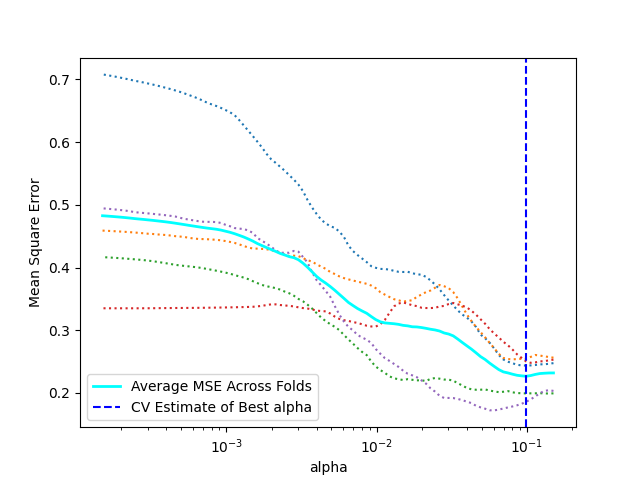 0.7
0.6
0.5
0.4
0.3
0.2
Mean Square Error
Average MSE Across Folds
CV Estimate of Best alpha
10⁻³
10⁻²
10⁻¹
alpha